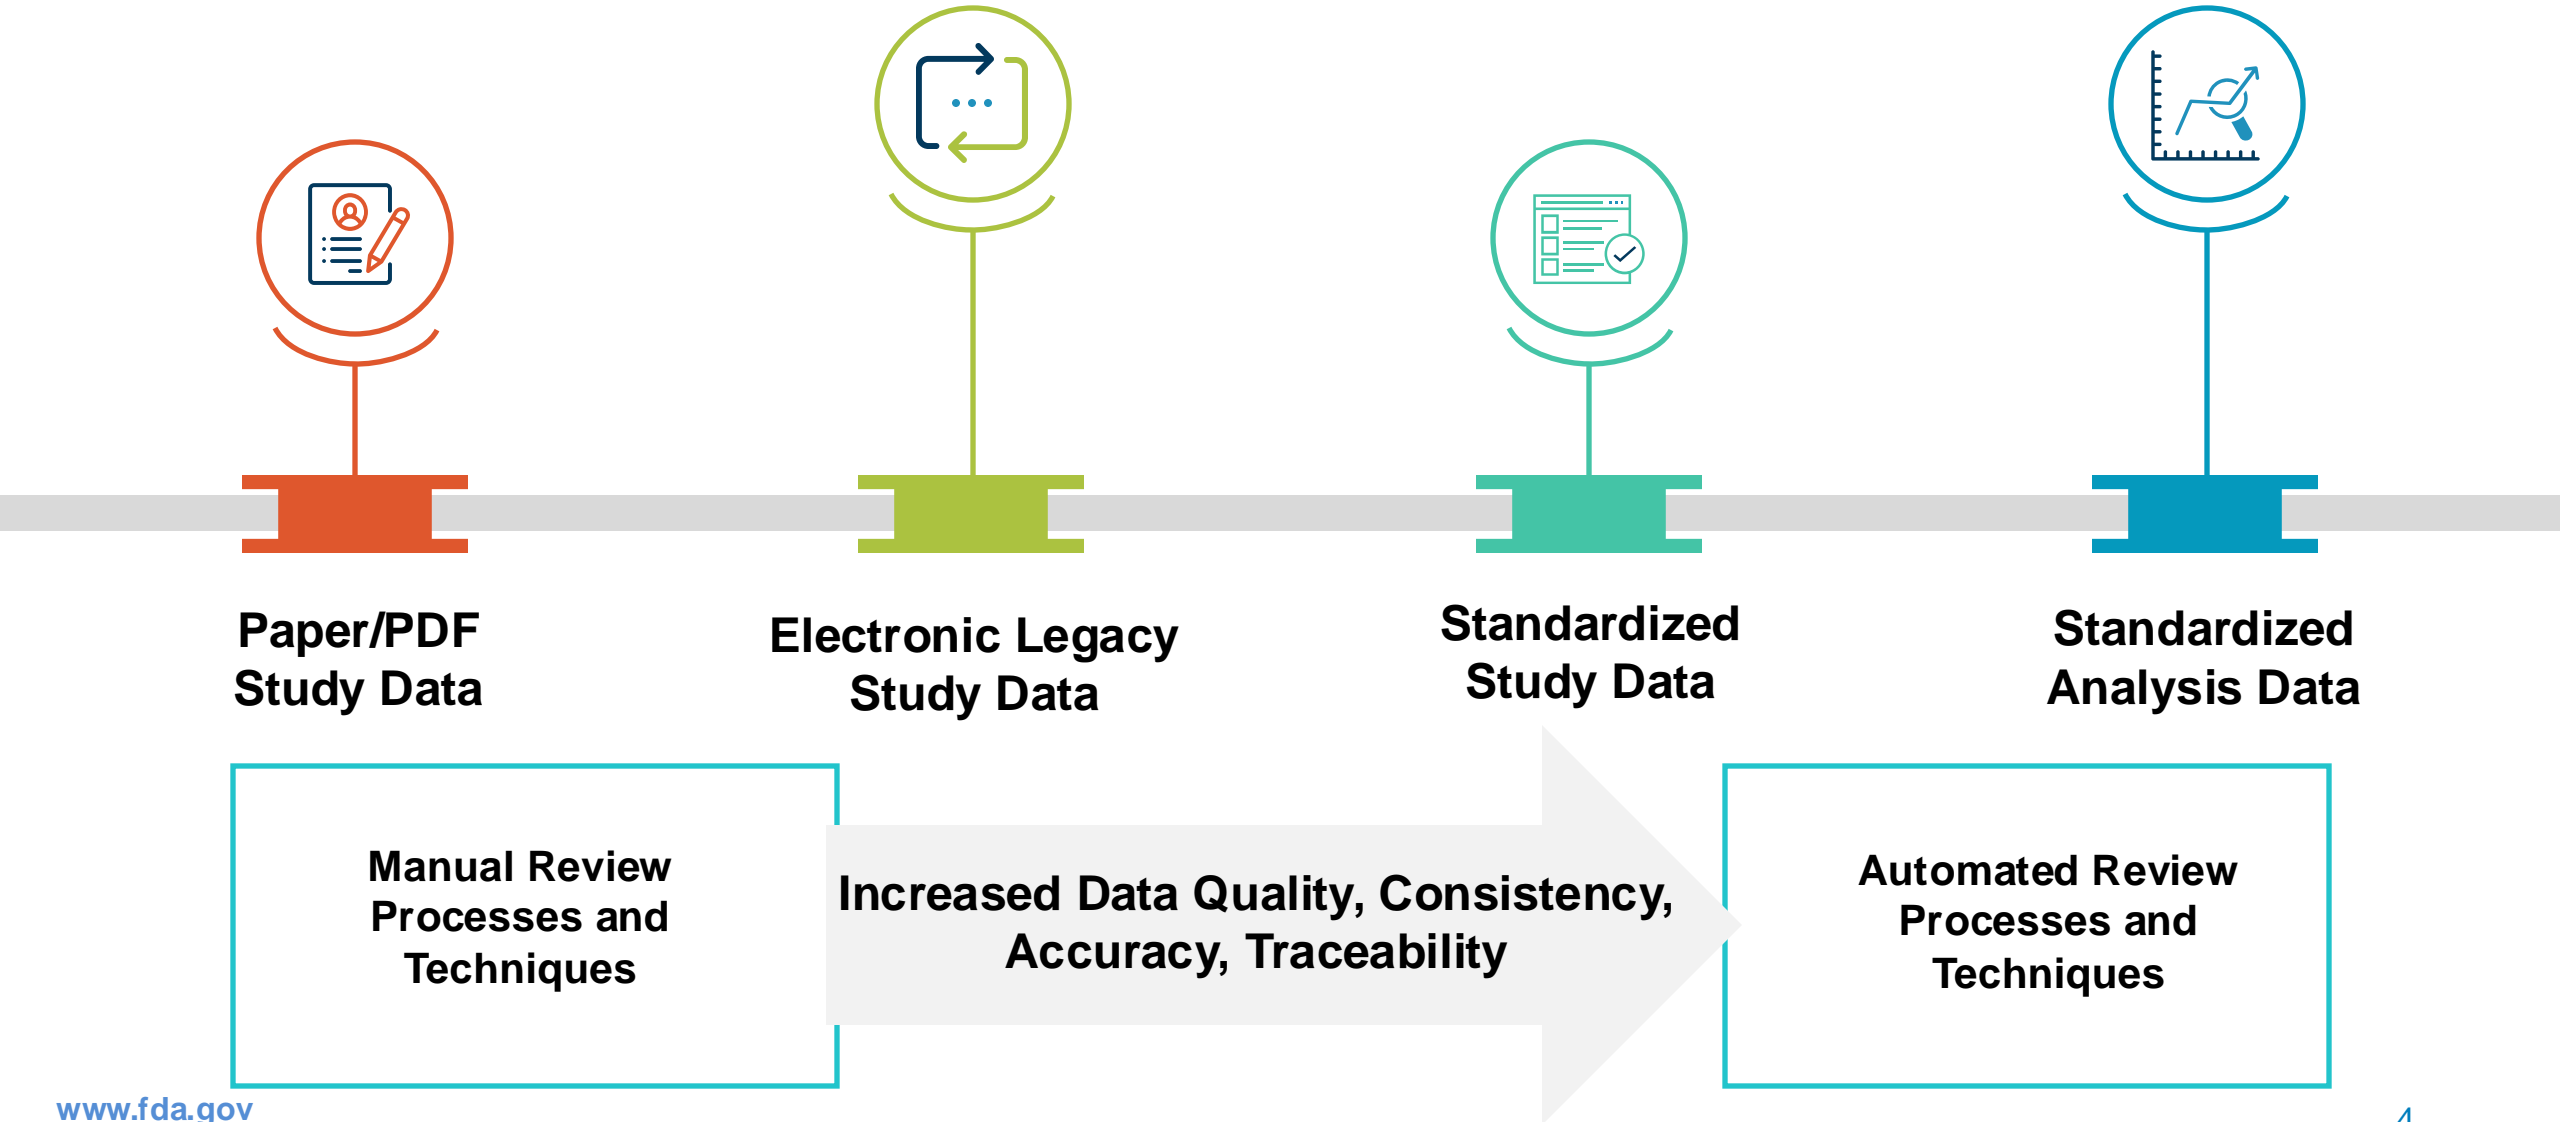 Paper/PDF
Study Data
Electronic Legacy
Study Data
Standardized
Study Data
Standardized
Analysis Data
Manual Review
Processes and
Techniques
Increased Data Quality, Consistency,
Accuracy, Traceability
Automated Review
Processes and
Techniques
www.fda.gov
4